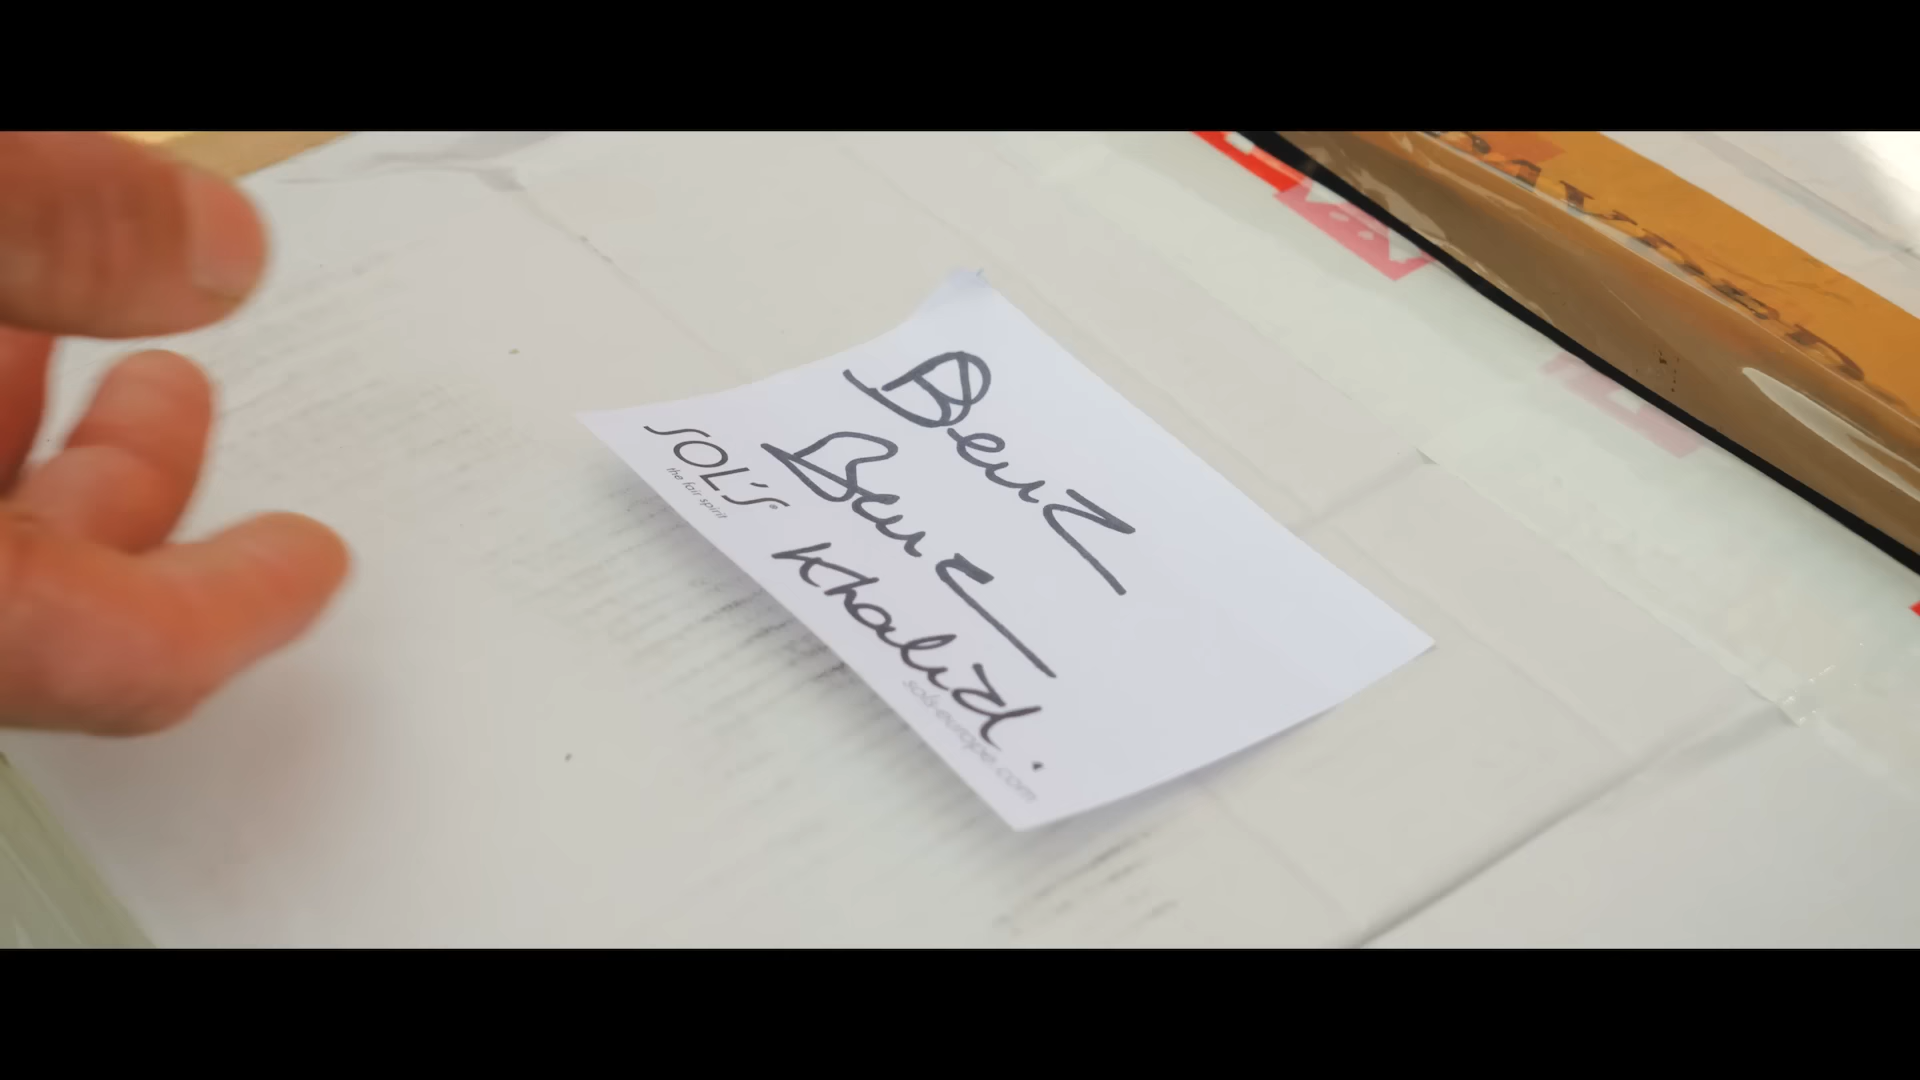 Benz
Benz
Khalid.
SOL'S
the fair spirit
sols-europe.com